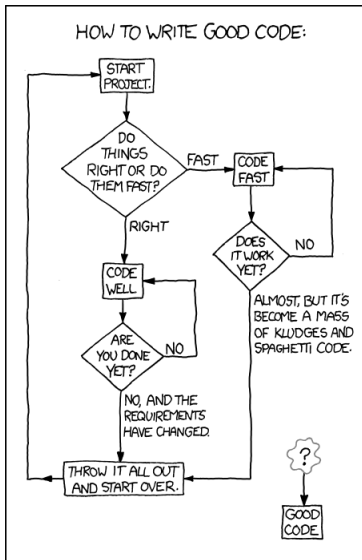 HOW TO WRITE GOOD CODE:
START
PROJECT.
DO
THINGS
RIGHT OR DO
THEM FAST?
FAST
CODE
FAST
RIGHT
DOES
IT WORK
YET?
NO
CODE
WELL
ALMOST, BUT IT'S
BECOME A MASS
OF KLUDGES AND
SPAGHETTI CODE.
ARE
YOU DONE
YET?
NO
NO, AND THE
REQUIREMENTS
HAVE CHANGED.
THROW IT ALL OUT
AND START OVER.
?
GOOD
CODE